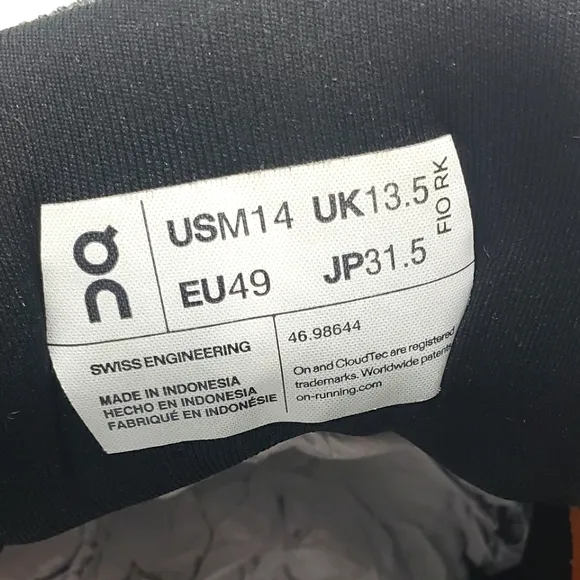 On
USM14 UK13.5
EU49 JP31.5
FIO RK
SWISS ENGINEERING
MADE IN INDONESIA
HECHO EN INDONESIA
FABRIQUÉ EN INDONÉSIE
46.98644
On and CloudTec are registered
trademarks. Worldwide patents
on-running.com